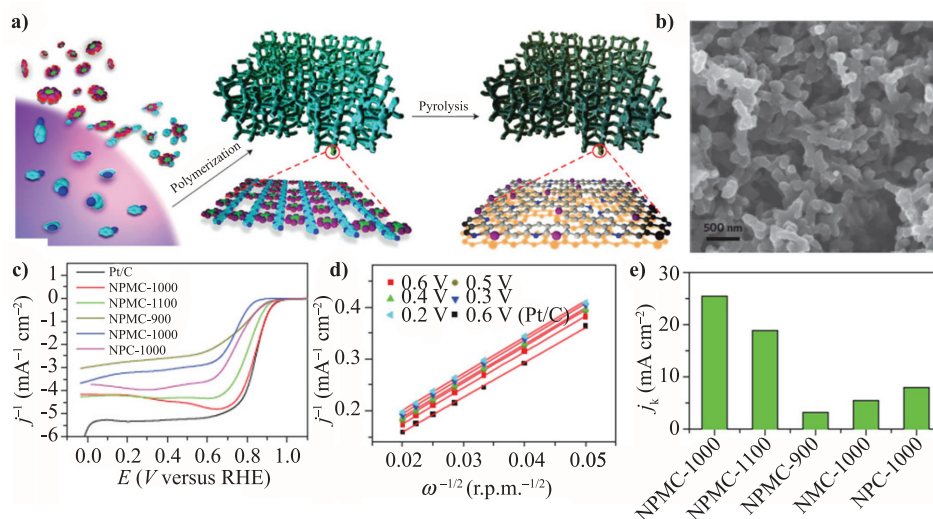 a)
Polymerization
Pyrolysis
b)
500 nm
c)
1
0
−1
−2
−3
−4
−5
−6
j⁻¹ (mA⁻¹ cm⁻²)
Pt/C
NPMC-1000
NPMC-1100
NPMC-900
NPMC-1000
NPC-1000
0.0 0.2 0.4 0.6 0.8 1.0
E (V versus RHE)
d)
0.4
0.3
0.2
j⁻¹ (mA⁻¹ cm⁻²)
0.6 V 0.5 V
0.4 V 0.3 V
0.2 V 0.6 V (Pt/C)
0.02 0.03 0.04 0.05
ω⁻¹/² (r.p.m.⁻¹/²)
e)
30
20
10
0
jₖ (mA cm⁻²)
NPMC-1000
NPMC-1100
NPMC-900
NMC-1000
NPC-1000